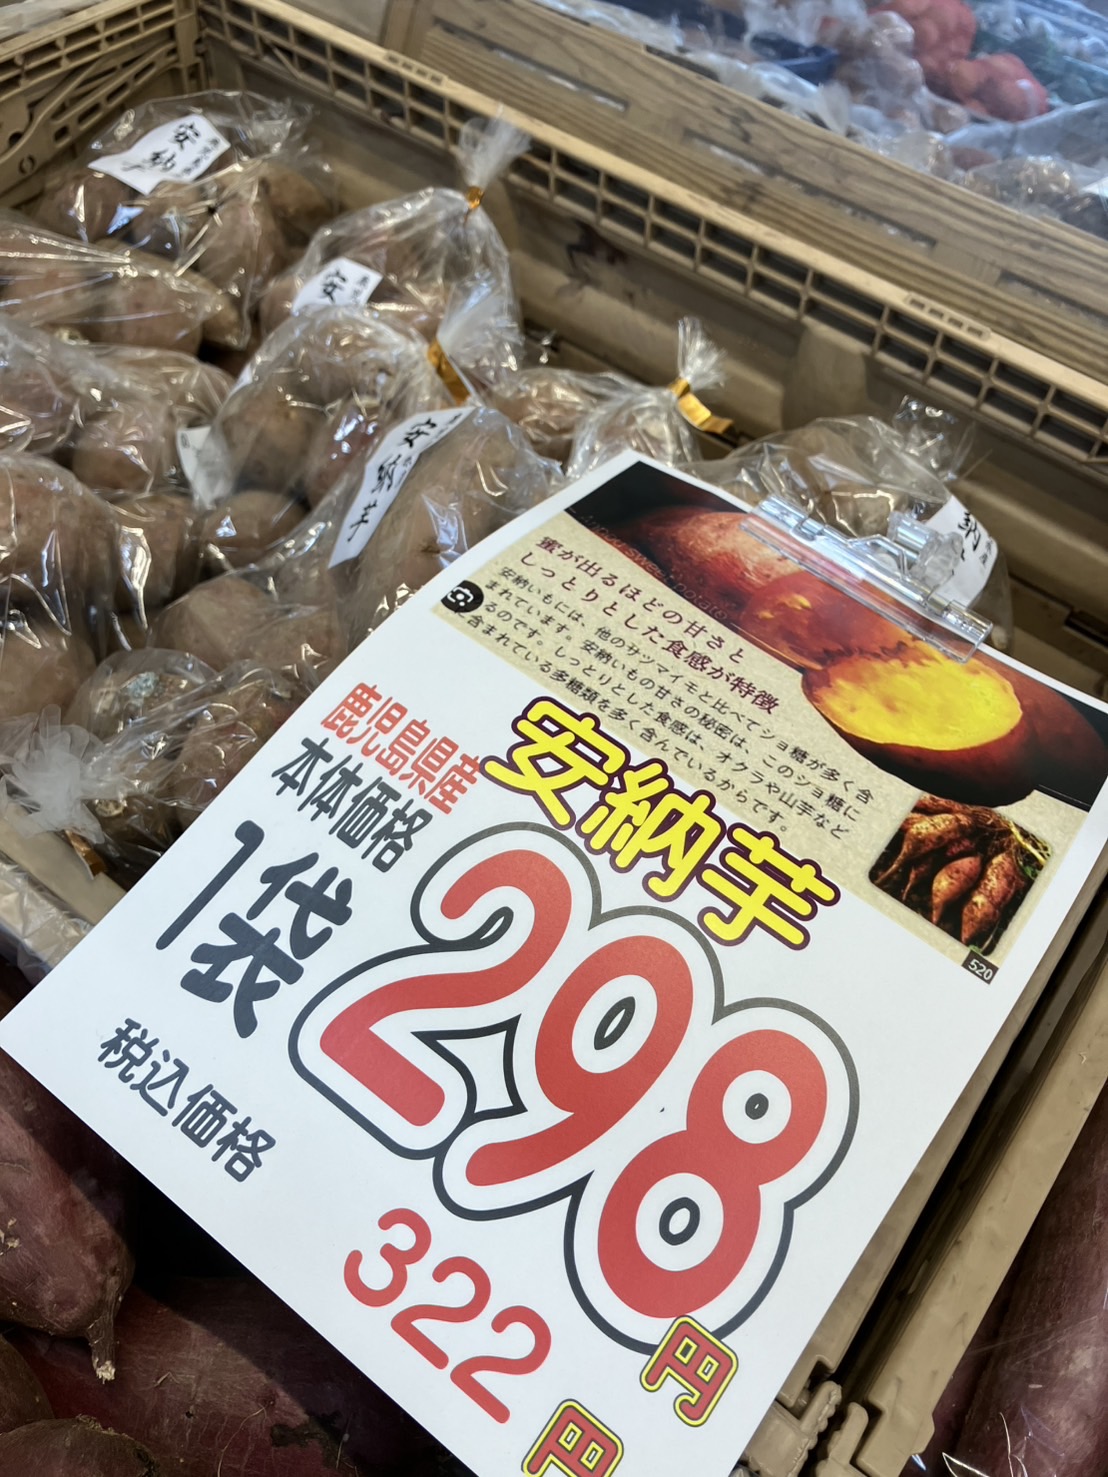 安納
安
安納芋
納
蜜が出るほどの甘さと
しっとりとした食感が特徴
安納いもには、他のサツマイモと比べてショ糖が多く含
まれています。安納いもの甘さの秘密は、このショ糖に
あるのです。しっとりとした食感は、オクラや山芋など
に含まれている多糖類を多く含んでいるからです。
520
鹿児島県産
安納芋
本体価格
1袋
298円
税込価格
322円